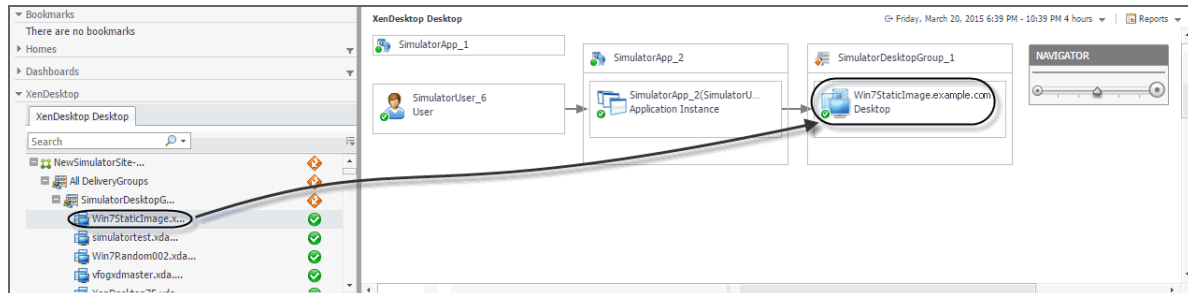 Bookmarks
There are no bookmarks
Homes
Dashboards
XenDesktop
XenDesktop Desktop
Search
NewSimulatorSite-...
All DeliveryGroups
SimulatorDesktopG...
Win7StaticImage.x...
simulatortest.xda...
Win7Random002.xda...
vfogxdmaster.xda....
XenDesktop Desktop
Friday, March 20, 2015 6:39 PM - 10:39 PM 4 hours
Reports
SimulatorApp_1
SimulatorUser_6
User
SimulatorApp_2
SimulatorApp_2(SimulatorU...
Application Instance
SimulatorDesktopGroup_1
Win7StaticImage.example.com
Desktop
NAVIGATOR